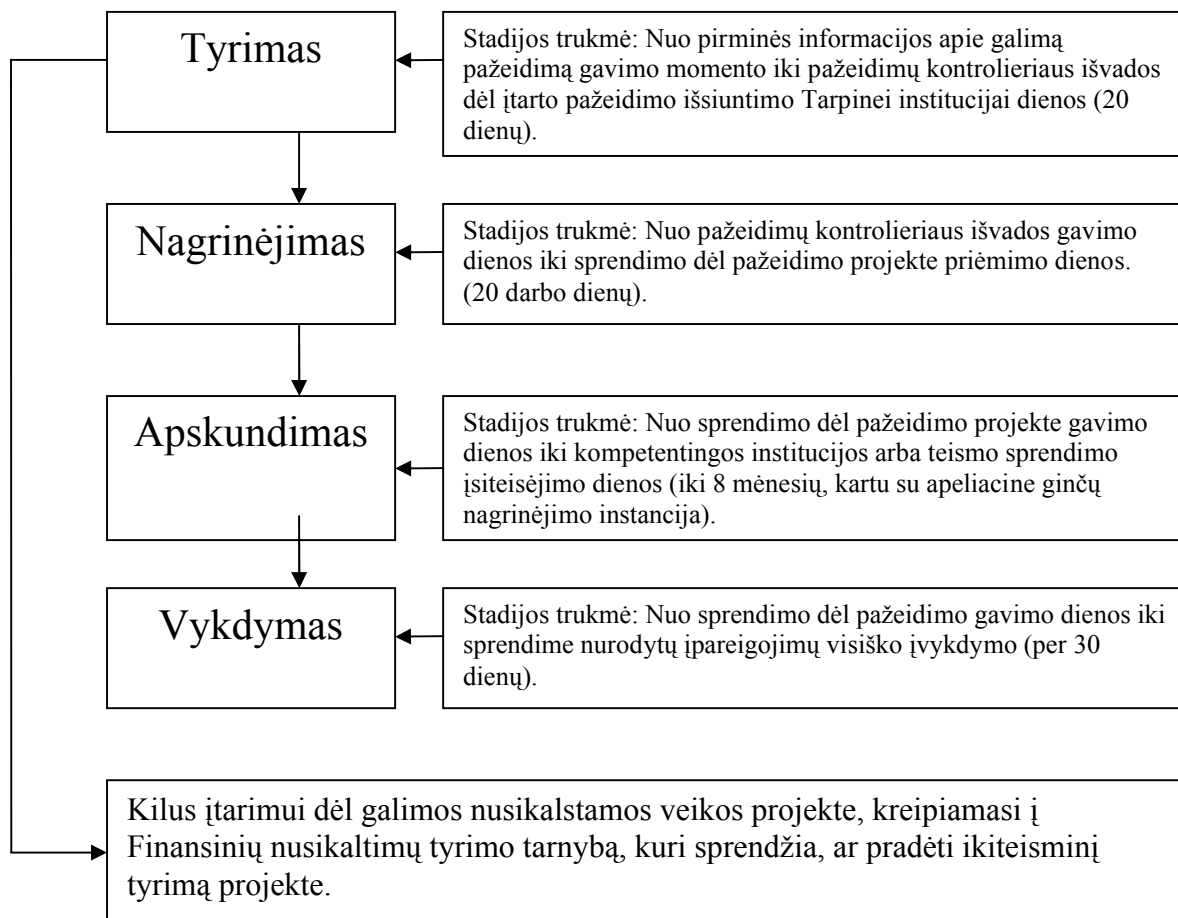 Tyrimas
Stadijos trukmė: Nuo pirminės informacijos apie galimą
pažeidimą gavimo momento iki pažeidimų kontrolieriaus išvados
dėl įtarto pažeidimo išsiuntimo Tarpinei institucijai dienos (20
dienų).
Nagrinėjimas
Stadijos trukmė: Nuo pažeidimų kontrolieriaus išvados gavimo
dienos iki sprendimo dėl pažeidimo projekte priėmimo dienos.
(20 darbo dienų).
Apskundimas
Stadijos trukmė: Nuo sprendimo dėl pažeidimo projekte gavimo
dienos iki kompetentingos institucijos arba teismo sprendimo
įsiteisėjimo dienos (iki 8 mėnesių, kartu su apeliacine ginčų
nagrinėjimo instancija).
Vykdymas
Stadijos trukmė: Nuo sprendimo dėl pažeidimo gavimo dienos iki
sprendime nurodytų įpareigojimų visiško įvykdymo (per 30
dienų).
Kilus įtarimui dėl galimos nusikalstamos veikos projekte, kreipiamasi į
Finansinių nusikaltimų tyrimo tarnybą, kuri sprendžia, ar pradėti ikiteisminį
tyrimą projekte.